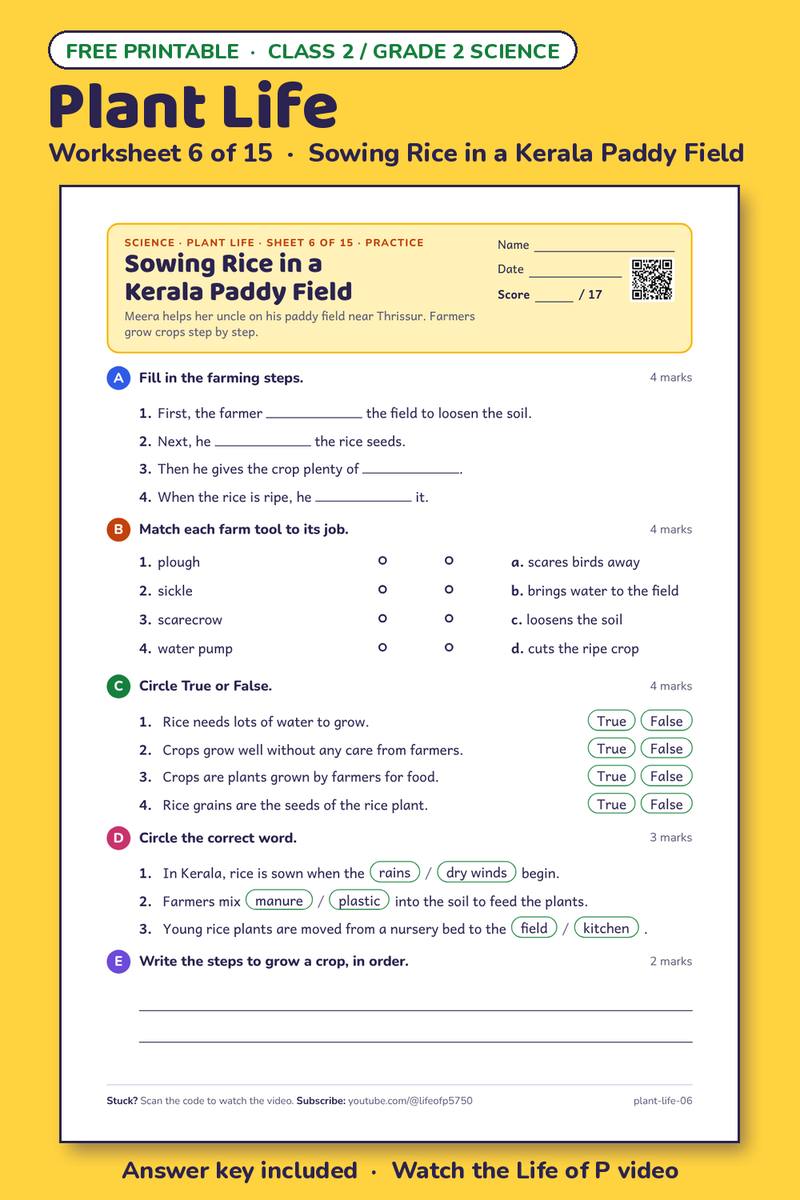 FREE PRINTABLE · CLASS 2 / GRADE 2 SCIENCE
Plant Life
Worksheet 6 of 15 · Sowing Rice in a Kerala Paddy Field
SCIENCE · PLANT LIFE · SHEET 6 OF 15 · PRACTICE
Sowing Rice in a
Kerala Paddy Field
Meera helps her uncle on his paddy field near Thrissur. Farmers
grow crops step by step.
Name ____
Date ____
Score ____ / 17
A Fill in the farming steps. 4 marks
1. First, the farmer ____ the field to loosen the soil.
2. Next, he ____ the rice seeds.
3. Then he gives the crop plenty of ____.
4. When the rice is ripe, he ____ it.
B Match each farm tool to its job. 4 marks
1. plough a. scares birds away
2. sickle b. brings water to the field
3. scarecrow c. loosens the soil
4. water pump d. cuts the ripe crop
C Circle True or False. 4 marks
1. Rice needs lots of water to grow. True False
2. Crops grow well without any care from farmers. True False
3. Crops are plants grown by farmers for food. True False
4. Rice grains are the seeds of the rice plant. True False
D Circle the correct word. 3 marks
1. In Kerala, rice is sown when the rains / dry winds begin.
2. Farmers mix manure / plastic into the soil to feed the plants.
3. Young rice plants are moved from a nursery bed to the field / kitchen .
E Write the steps to grow a crop, in order. 2 marks
Stuck? Scan the code to watch the video. Subscribe: youtube.com/@lifeofp5750 plant-life-06
Answer key included · Watch the Life of P video